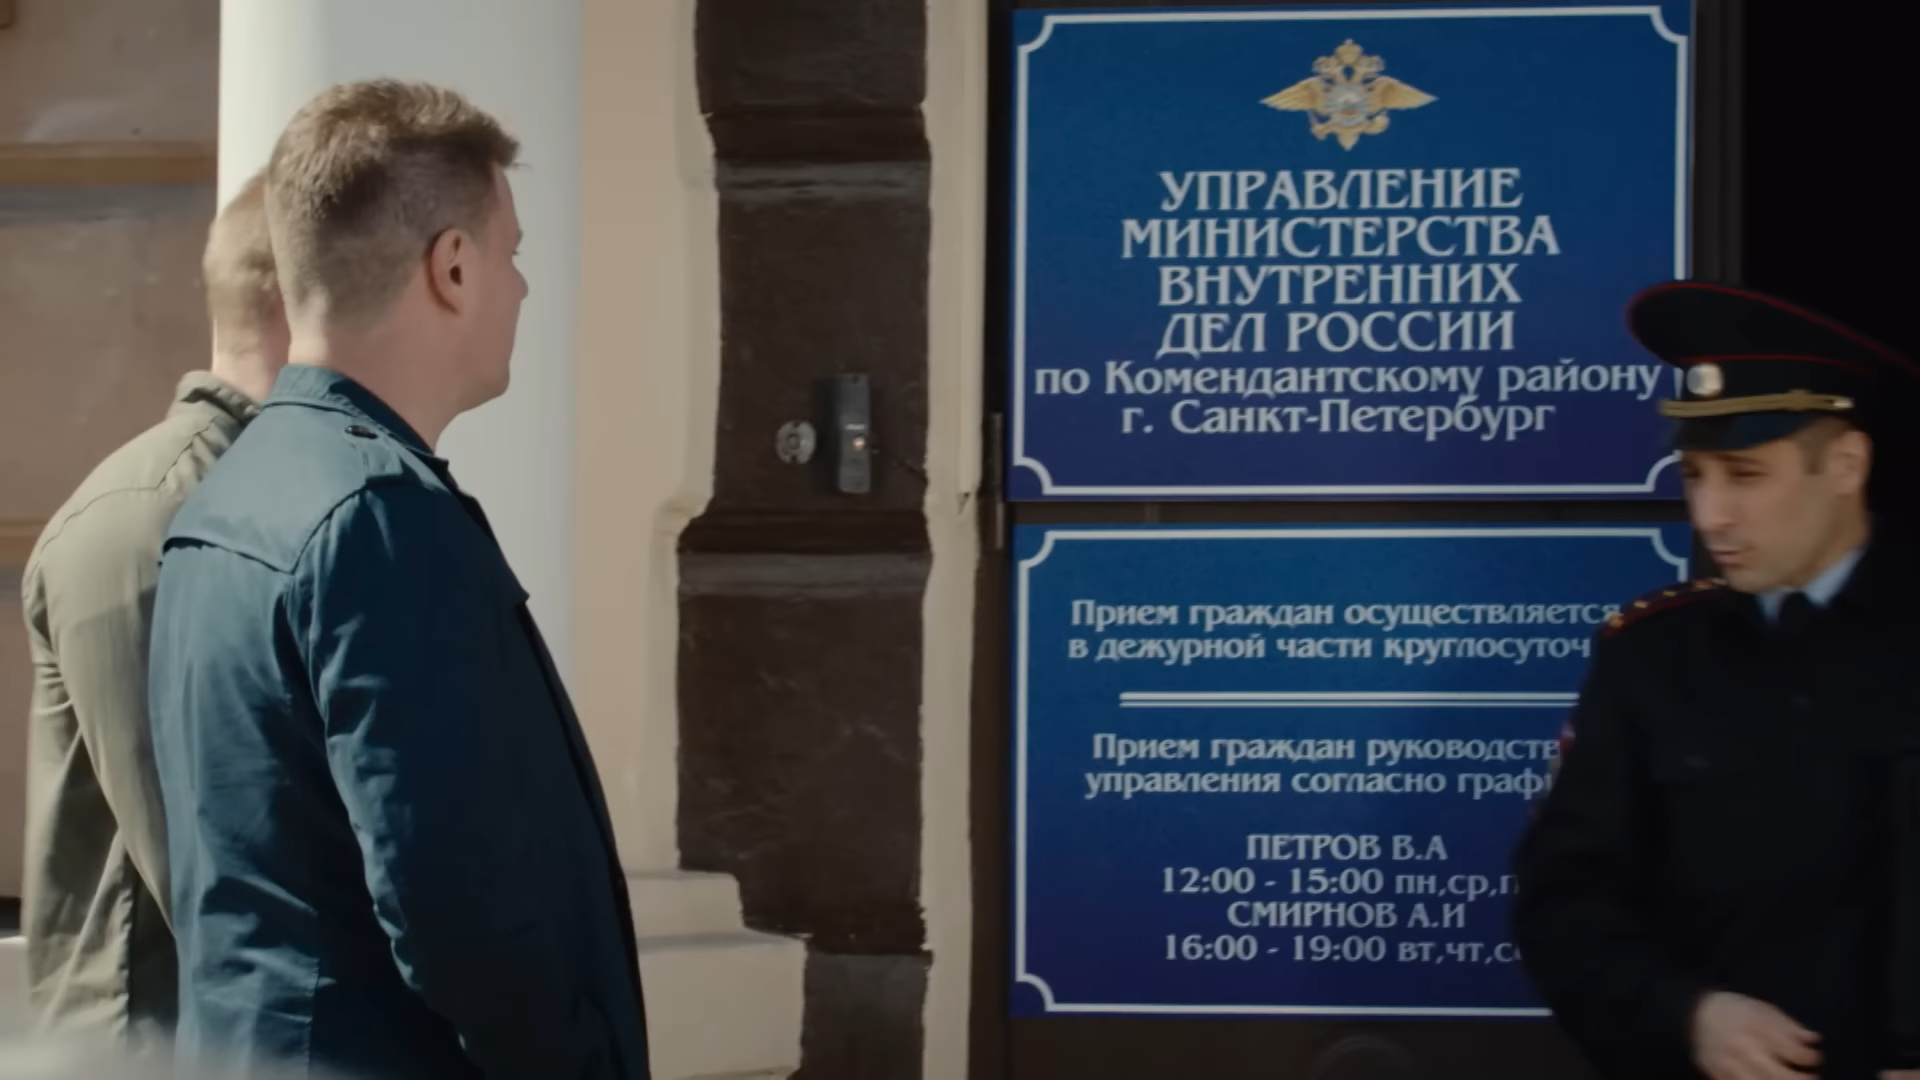 УПРАВЛЕНИЕ
МИНИСТЕРСТВА
ВНУТРЕННИХ
ДЕЛ РОССИИ
по Комендантскому району
г. Санкт-Петербург
Прием граждан осуществляется
в дежурной части
Прием граждан
управления согласно
ПЕТРОВ В.А
12:00 - 15:00 пн,ср,
СМИРНОВ А.И
16:00 - 19:00 вт,чт,